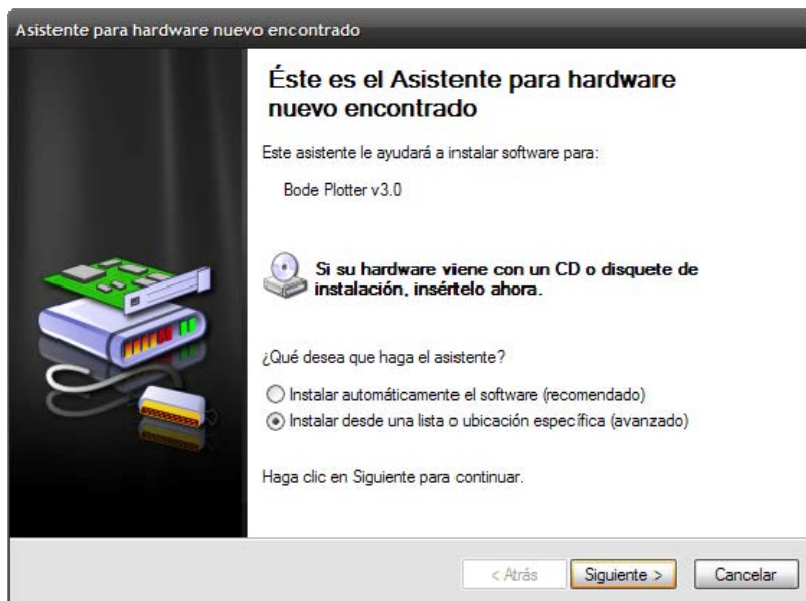 Asistente para hardware nuevo encontrado
Éste es el Asistente para hardware
nuevo encontrado
Este asistente le ayudará a instalar software para:
Bode Plotter v3.0
Si su hardware viene con un CD o disquete de
instalación, insértelo ahora.
¿Qué desea que haga el asistente?
Instalar automáticamente el software (recomendado)
Instalar desde una lista o ubicación específica (avanzado)
Haga clic en Siguiente para continuar.
< Atrás Siguiente > Cancelar